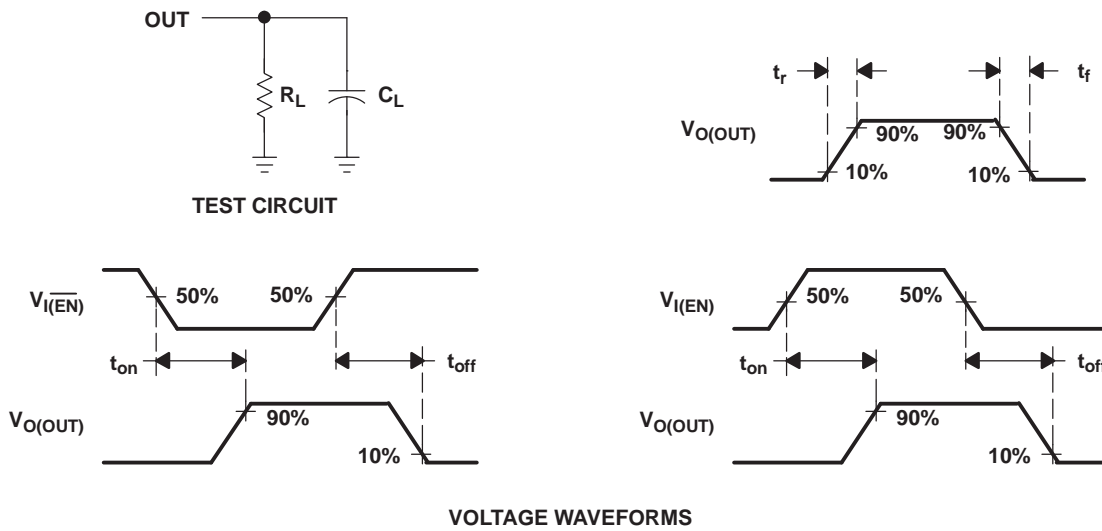 OUT
R_L
C_L
TEST CIRCUIT
t_r
t_f
V_O(OUT)
90%
90%
10%
10%
V_I(E̅N̅)
50%
50%
t_on
t_off
V_O(OUT)
90%
10%
V_I(EN)
50%
50%
t_on
t_off
V_O(OUT)
90%
10%
VOLTAGE WAVEFORMS